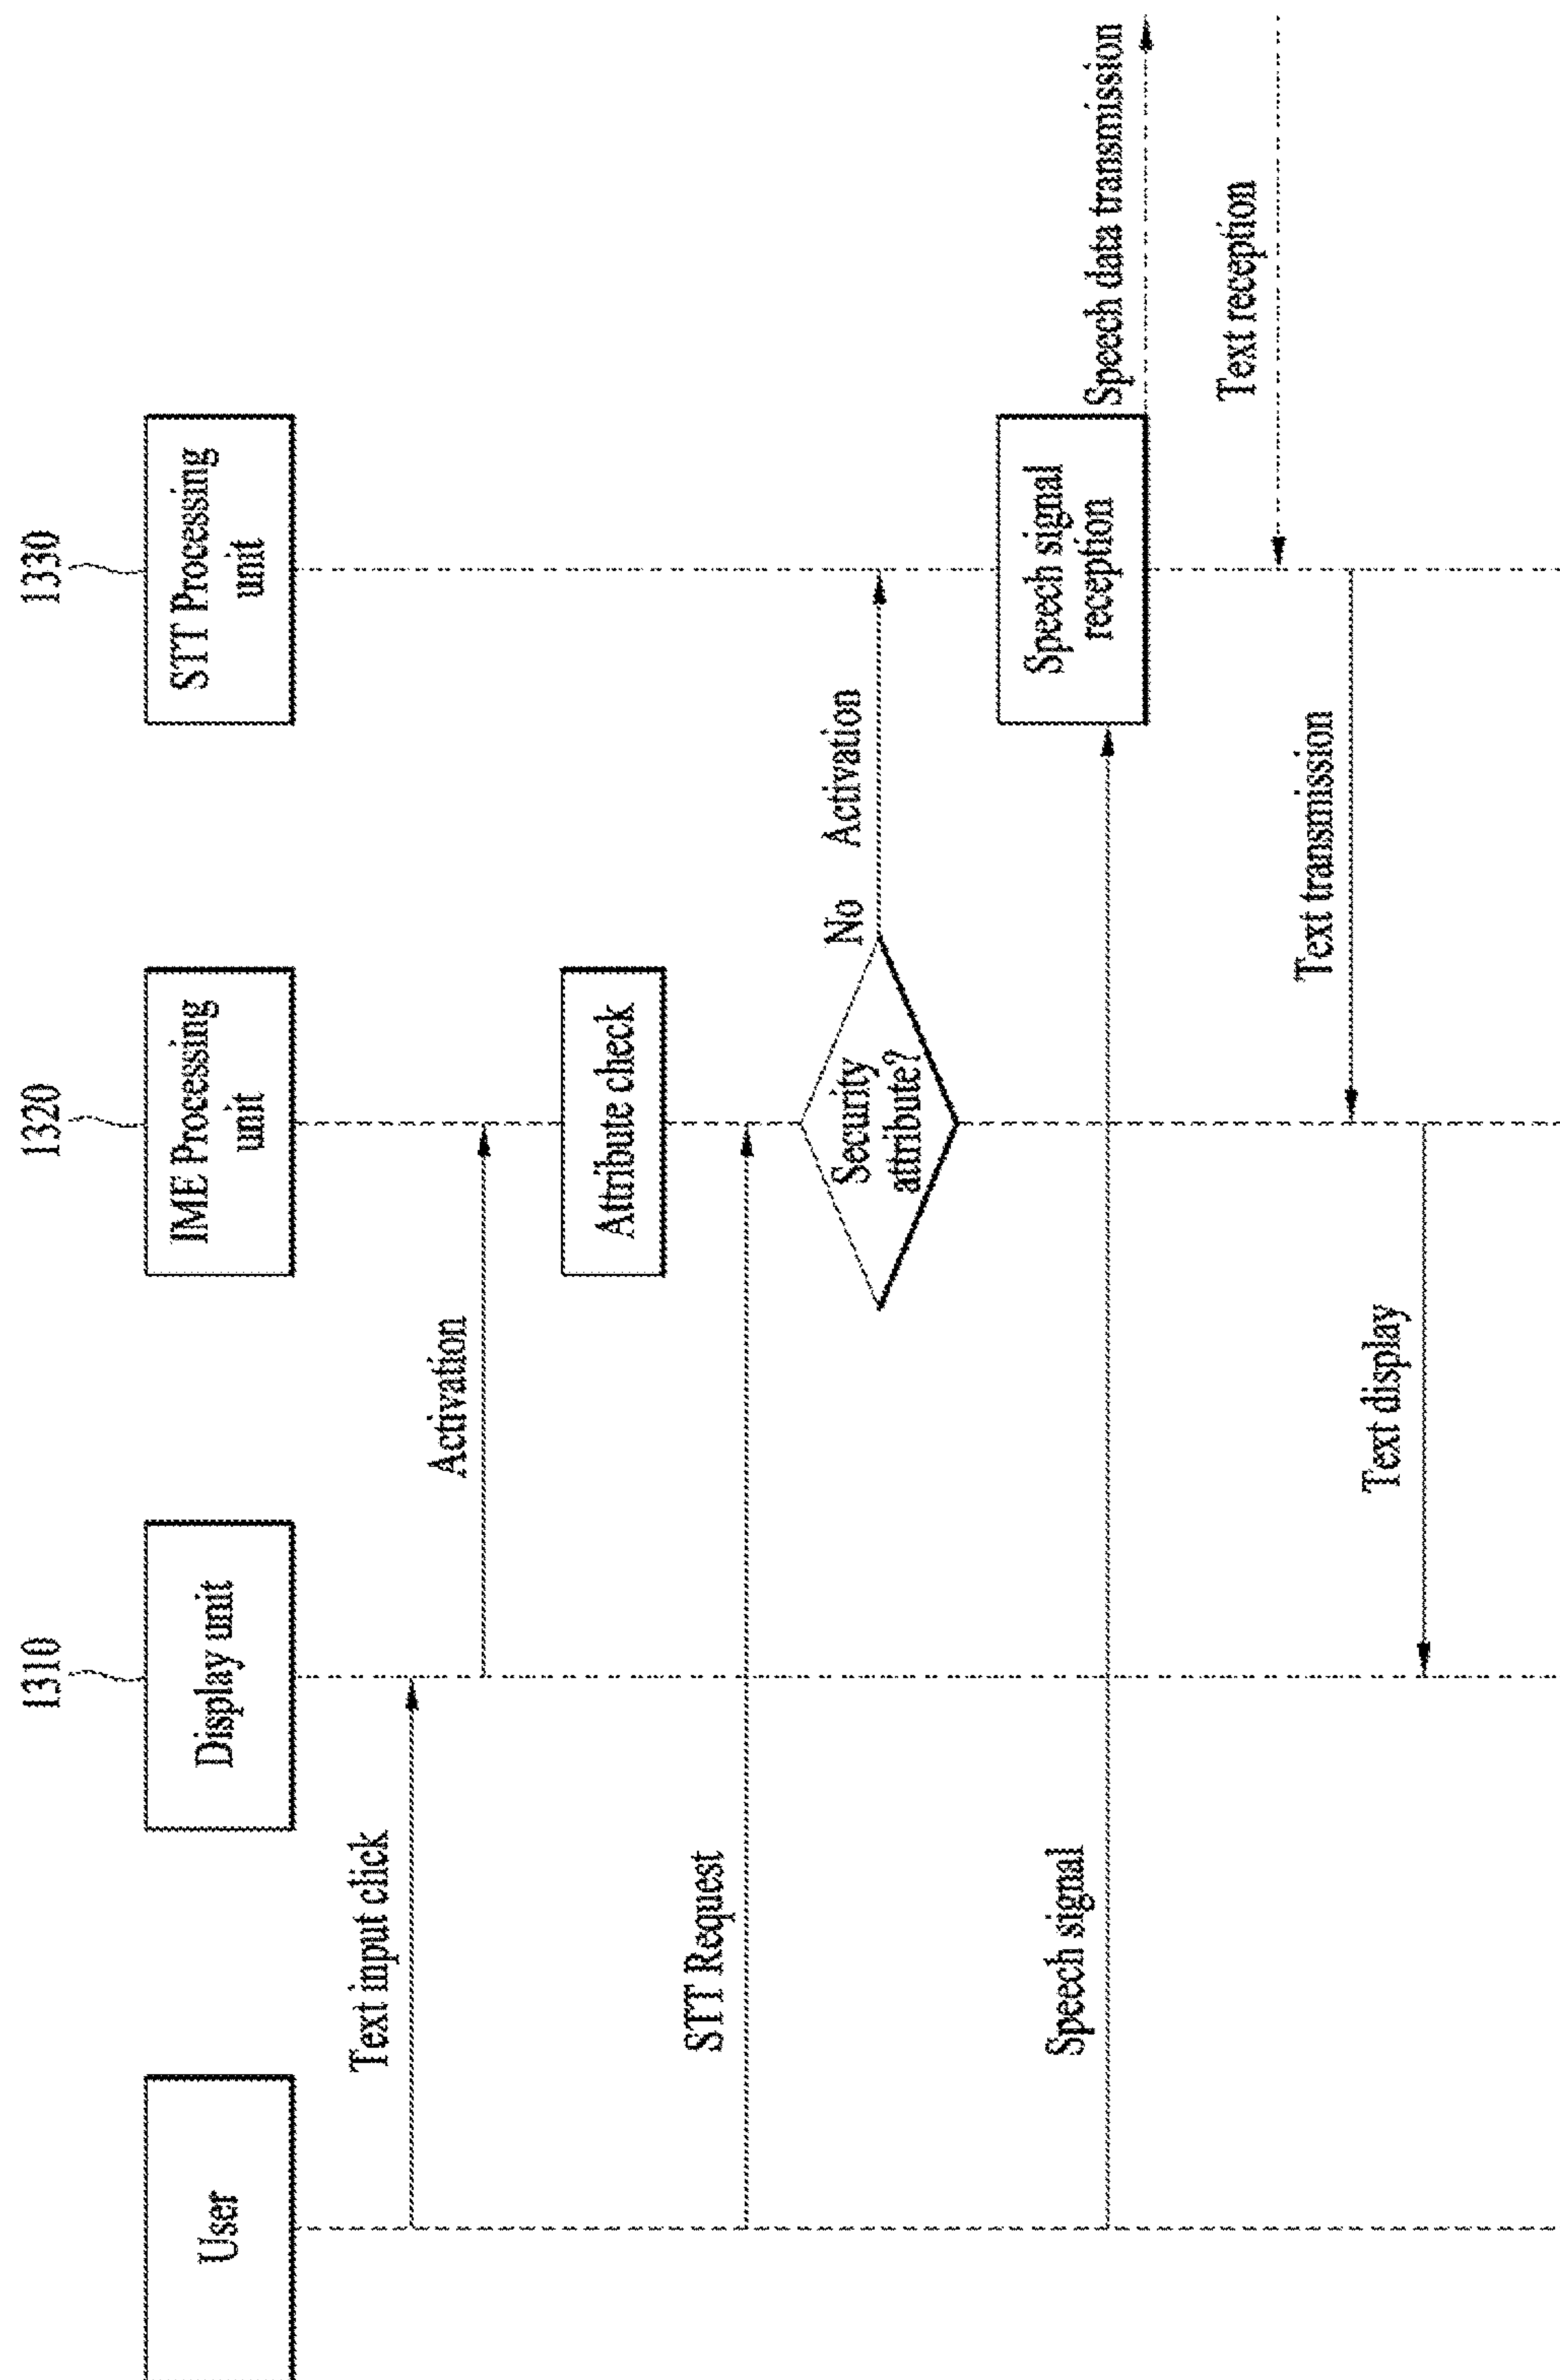 1310
1320
1330
User
Display unit
IME Processing
unit
STT Processing
unit
Text input click
Activation
Attribute check
STT Request
Security
attribute?
No
Activation
Speech signal
Speech signal
reception
Speech data transmission
Text reception
Text transmission
Text display